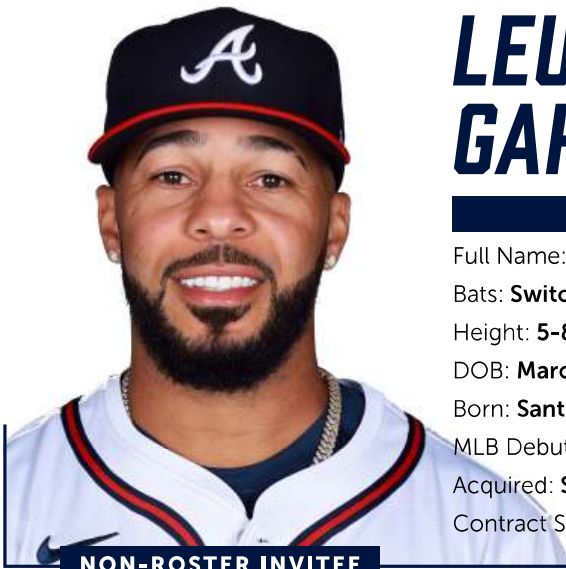 A
LEU
GAR
Full Name:
Bats: Switc
Height: 5-8
DOB: Marc
Born: Sant
MLB Debut
Acquired: S
Contract S
NON-ROSTER INVITEE